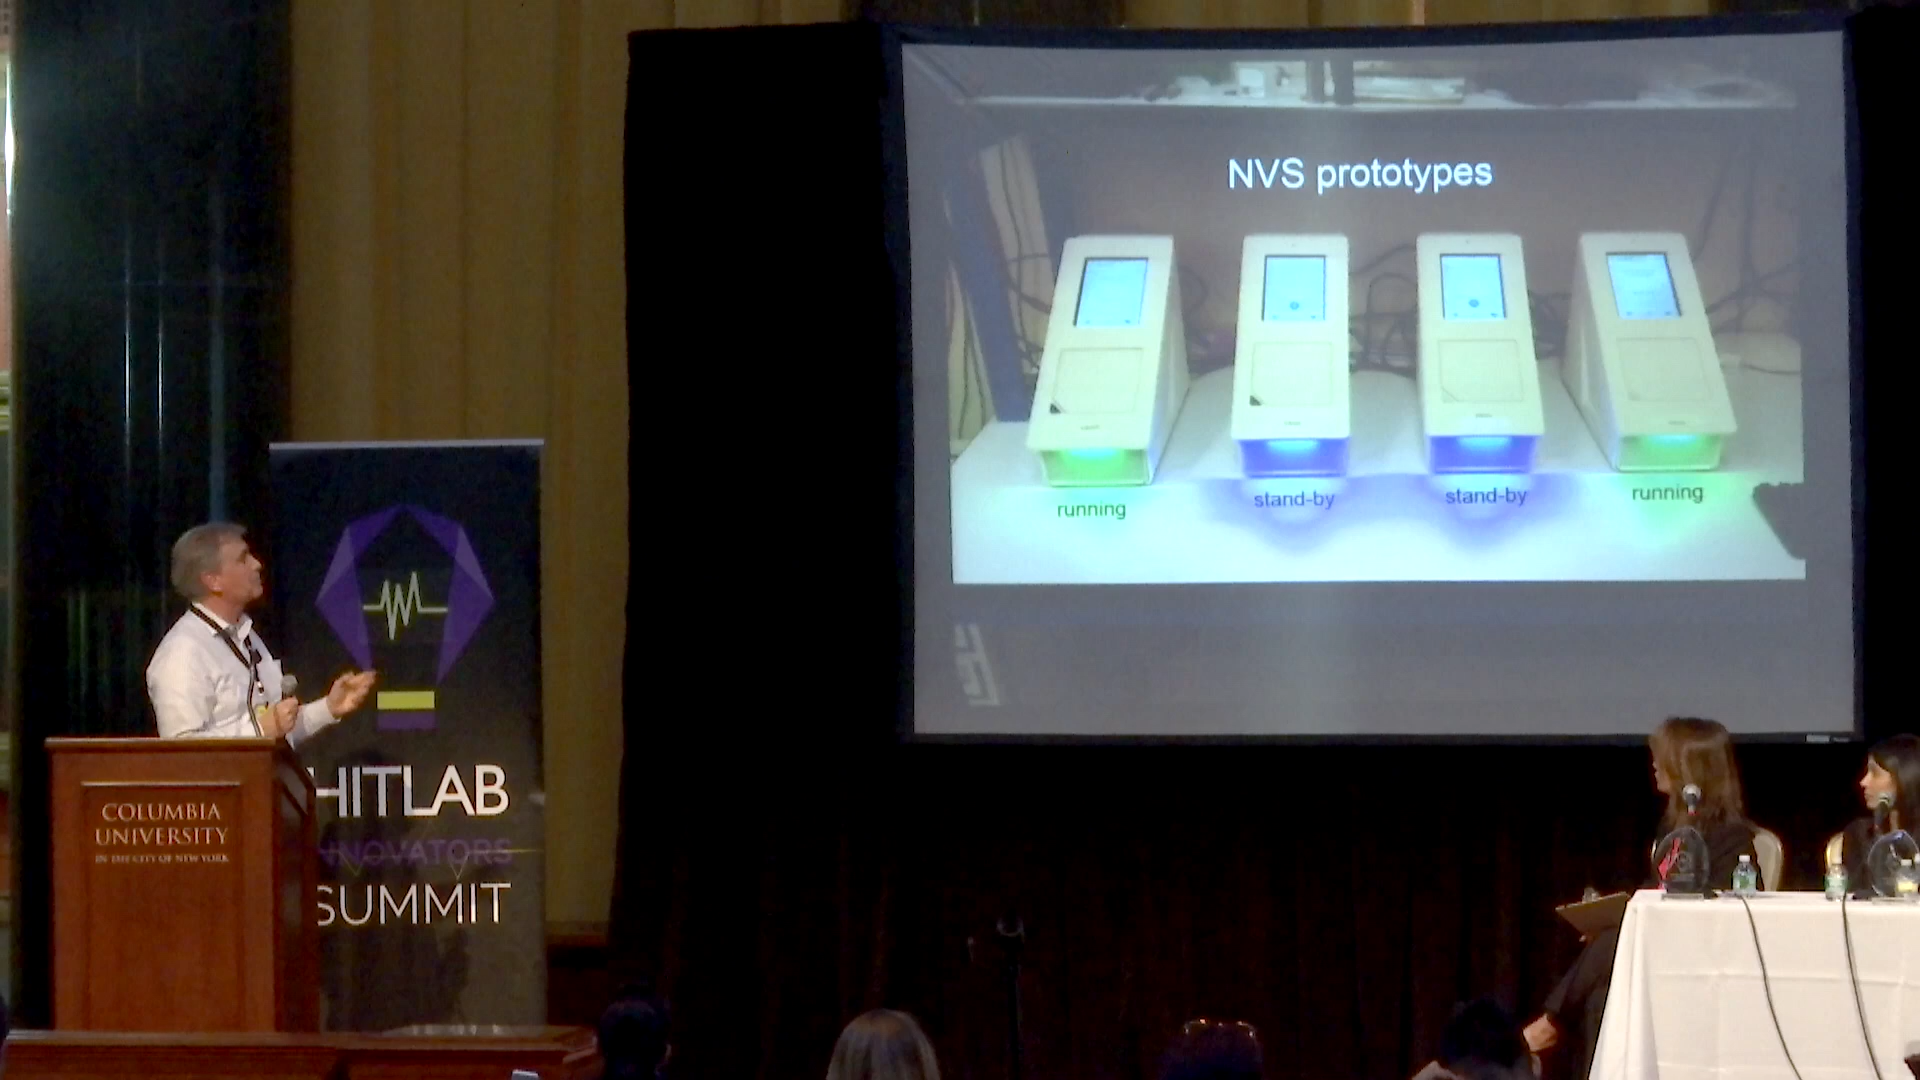 NVS prototypes
running
stand-by
stand-by
running
COLUMBIA
UNIVERSITY
IN THE CITY OF NEW YORK
HITLAB
INNOVATORS
SUMMIT